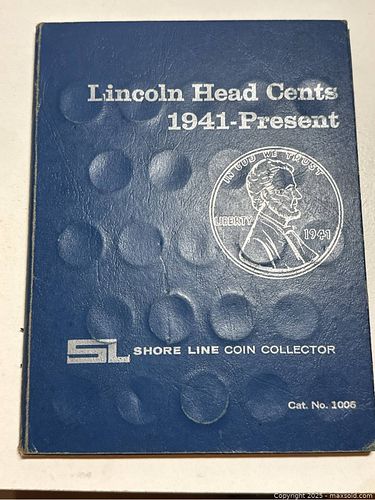 Lincoln Head Cents
1941-Present
IN GOD WE TRUST
LIBERTY
1941
SL SHORE LINE COIN COLLECTOR
Cat. No. 1006
Copyright 2025 - maxsold.com